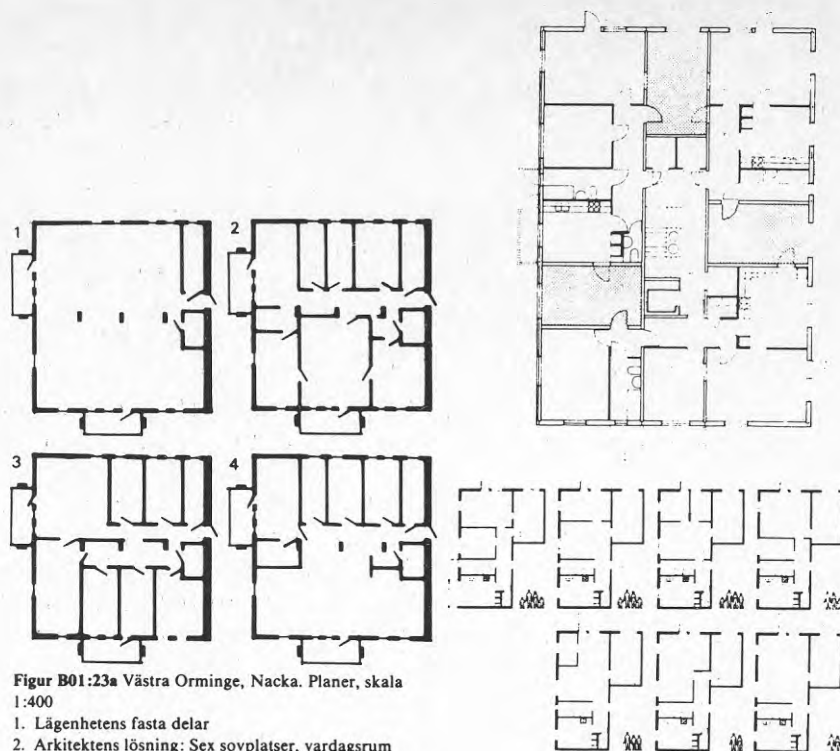 1
2
3
4
Figur B01:23a Västra Orminge, Nacka. Planer, skala
1:400
1. Lägenhetens fasta delar
2. Arkitektens lösning: Sex sovplatser, vardagsrum